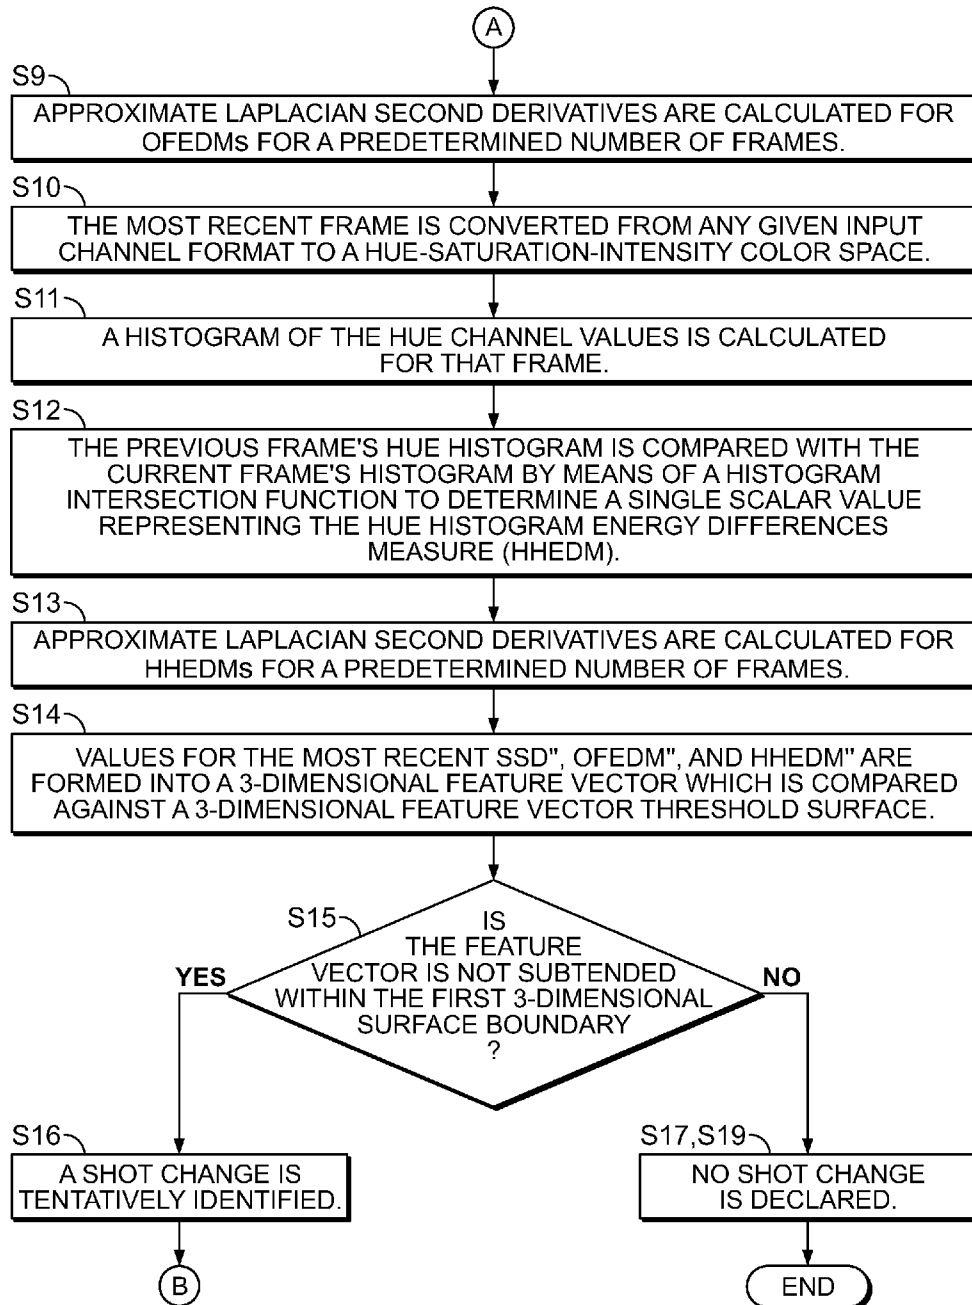 A
S9
APPROXIMATE LAPLACIAN SECOND DERIVATIVES ARE CALCULATED FOR
OFEDMs FOR A PREDETERMINED NUMBER OF FRAMES.
S10
THE MOST RECENT FRAME IS CONVERTED FROM ANY GIVEN INPUT
CHANNEL FORMAT TO A HUE-SATURATION-INTENSITY COLOR SPACE.
S11
A HISTOGRAM OF THE HUE CHANNEL VALUES IS CALCULATED
FOR THAT FRAME.
S12
THE PREVIOUS FRAME'S HUE HISTOGRAM IS COMPARED WITH THE
CURRENT FRAME'S HISTOGRAM BY MEANS OF A HISTOGRAM
INTERSECTION FUNCTION TO DETERMINE A SINGLE SCALAR VALUE
REPRESENTING THE HUE HISTOGRAM ENERGY DIFFERENCES
MEASURE (HHEDM).
S13
APPROXIMATE LAPLACIAN SECOND DERIVATIVES ARE CALCULATED FOR
HHEDMs FOR A PREDETERMINED NUMBER OF FRAMES.
S14
VALUES FOR THE MOST RECENT SSD", OFEDM", AND HHEDM" ARE
FORMED INTO A 3-DIMENSIONAL FEATURE VECTOR WHICH IS COMPARED
AGAINST A 3-DIMENSIONAL FEATURE VECTOR THRESHOLD SURFACE.
S15
IS
THE FEATURE
VECTOR IS NOT SUBTENDED
WITHIN THE FIRST 3-DIMENSIONAL
SURFACE BOUNDARY
?
YES
NO
S16
A SHOT CHANGE IS
TENTATIVELY IDENTIFIED.
S17,S19
NO SHOT CHANGE
IS DECLARED.
B
END